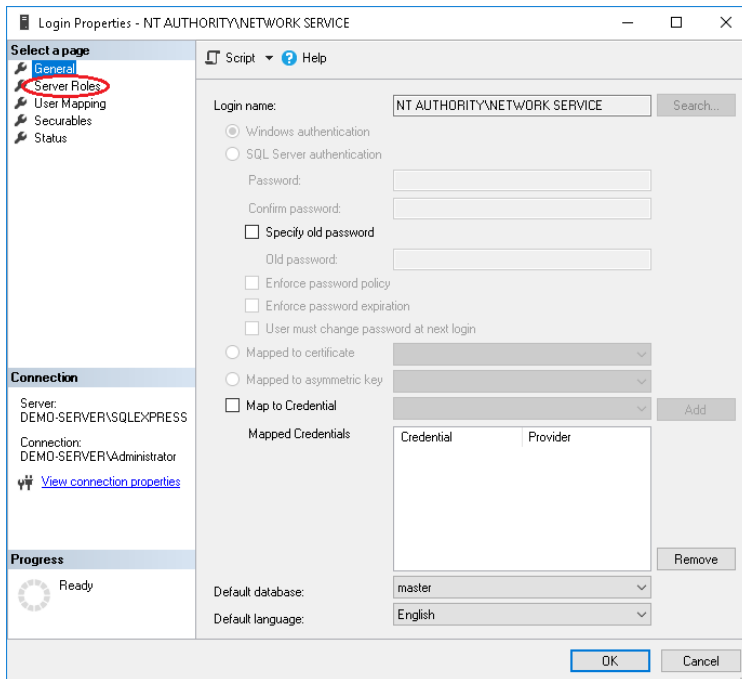 Login Properties - NT AUTHORITY\NETWORK SERVICE
Select a page
General
Server Roles
User Mapping
Securables
Status
Script
Help
Login name: NT AUTHORITY\NETWORK SERVICE Search...
Windows authentication
SQL Server authentication
Password:
Confirm password:
Specify old password
Old password:
Enforce password policy
Enforce password expiration
User must change password at next login
Mapped to certificate
Mapped to asymmetric key
Map to Credential Add
Mapped Credentials Credential Provider
Remove
Default database: master
Default language: English
Connection
Server:
DEMO-SERVER\SQLEXPRESS
Connection:
DEMO-SERVER\Administrator
View connection properties
Progress
Ready
OK Cancel